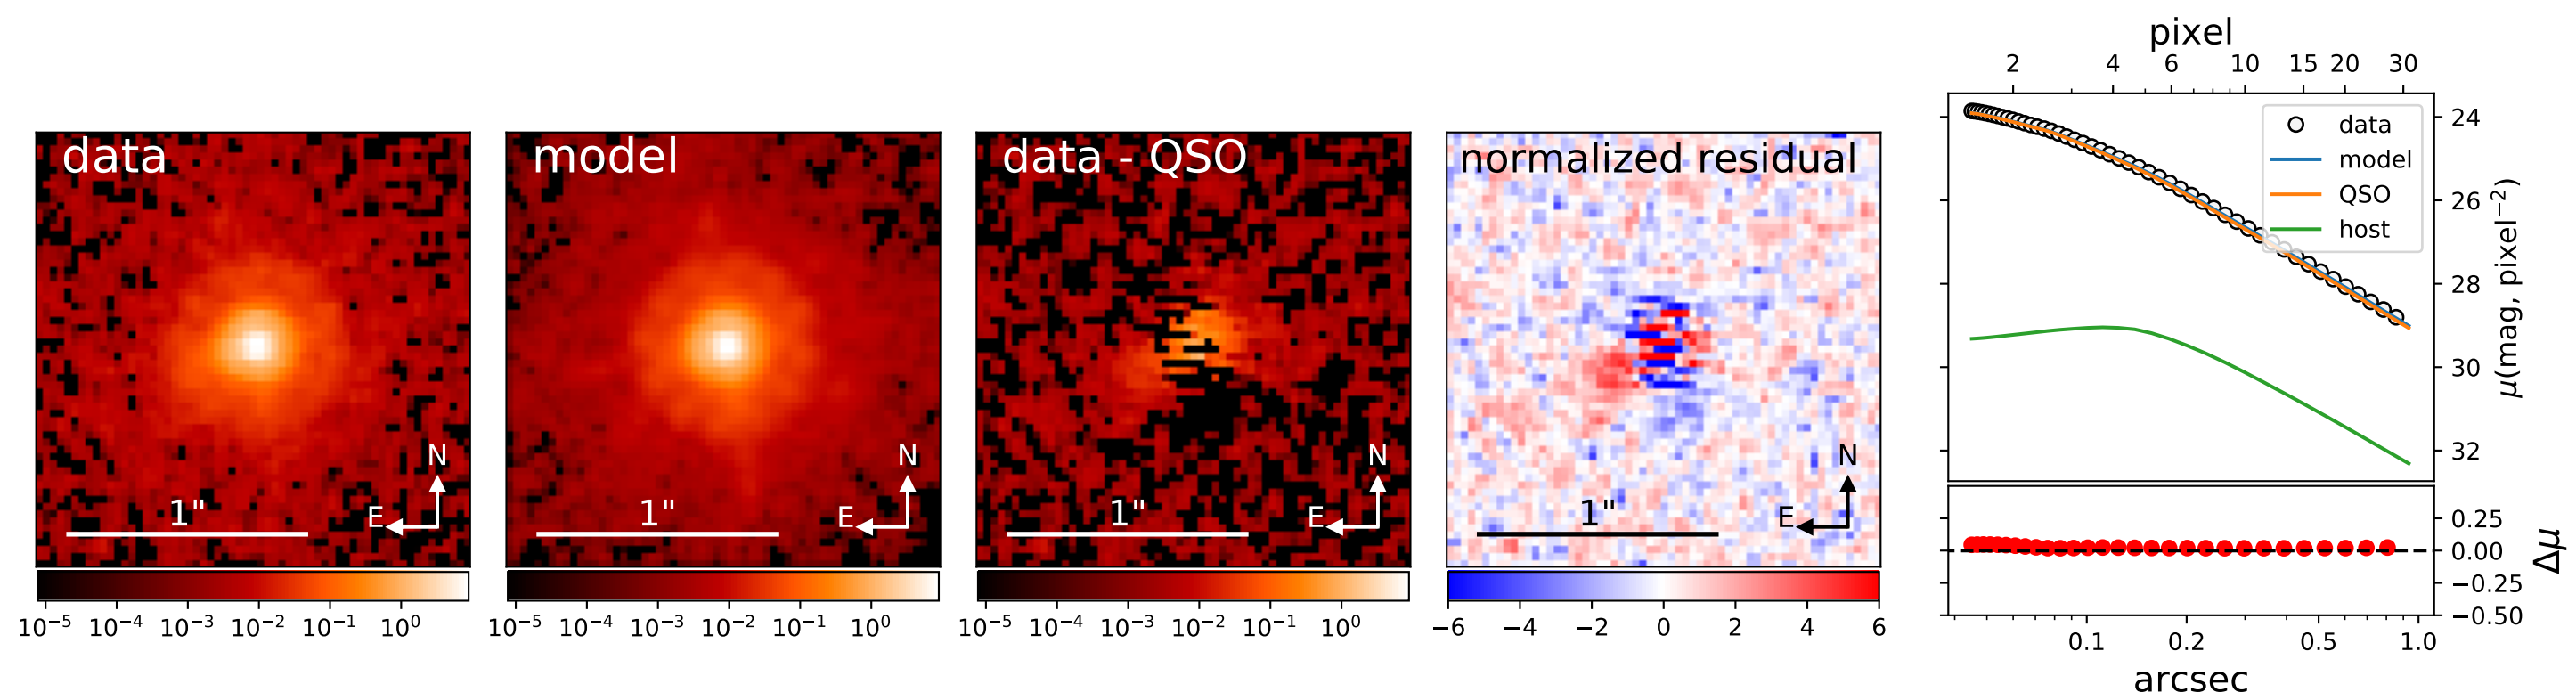 data
N
E
1"
10⁻⁵ 10⁻⁴ 10⁻³ 10⁻² 10⁻¹ 10⁰
model
N
E
1"
10⁻⁵ 10⁻⁴ 10⁻³ 10⁻² 10⁻¹ 10⁰
data - QSO
N
E
1"
10⁻⁵ 10⁻⁴ 10⁻³ 10⁻² 10⁻¹ 10⁰
normalized residual
N
E
1"
−6 −4 −2 0 2 4 6
pixel
2 4 6 10 15 20 30
data
model
QSO
host
24
26
28
30
32
μ(mag, pixel⁻²)
0.25
0.00
−0.25
−0.50
Δμ
0.1 0.2 0.5 1.0
arcsec